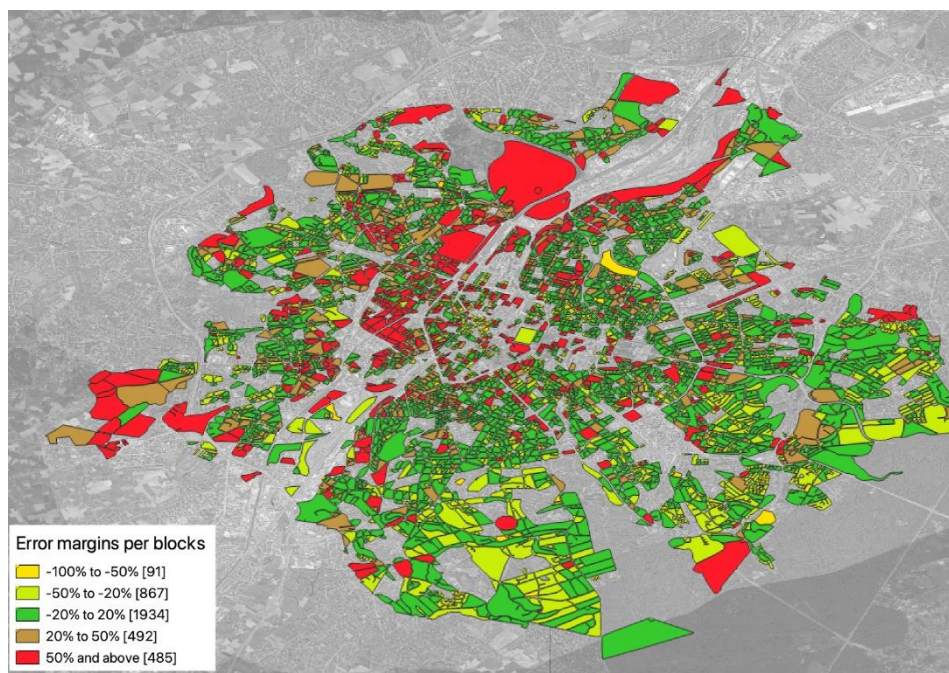 Error margins per blocks
-100% to -50% [91]
-50% to -20% [867]
-20% to 20% [1934]
20% to 50% [492]
50% and above [485]